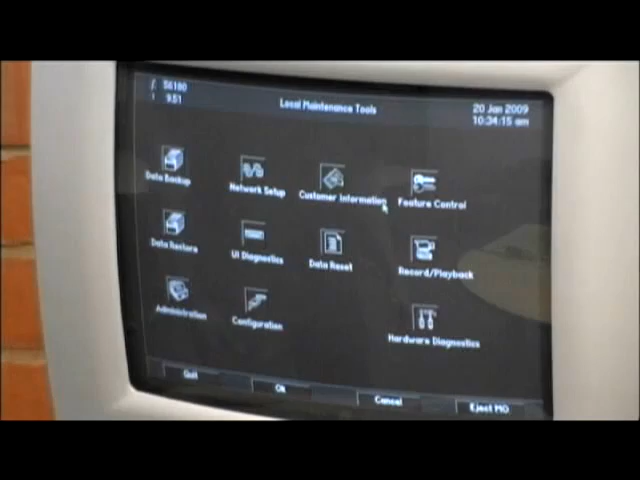 56180
9.51
Local Maintenance Tools
20 Jan 2009
10:34:15 am
Data Backup
Network Setup
Customer Information
Feature Control
Data Restore
UI Diagnostics
Data Reset
Record/Playback
Administration
Configuration
Hardware Diagnostics
Quit
Ok
Cancel
Eject MO